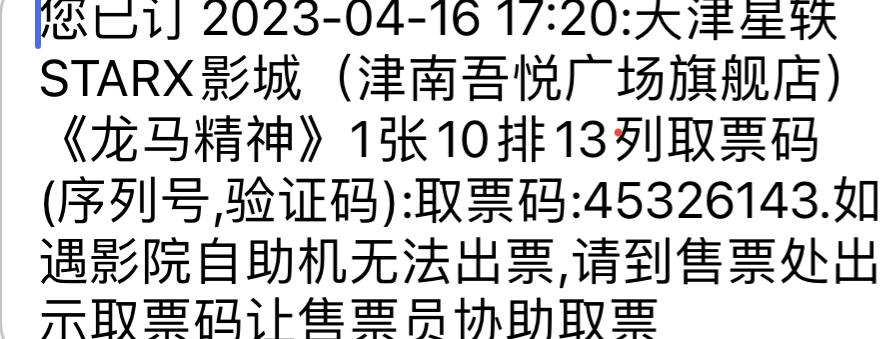 您已订 2023-04-16 17:20:天津星轶
STARX影城（津南吾悦广场旗舰店）
《龙马精神》1张10排13列取票码
(序列号,验证码):取票码:45326143.如
遇影院自助机无法出票,请到售票处出
示取票码让售票员协助取票